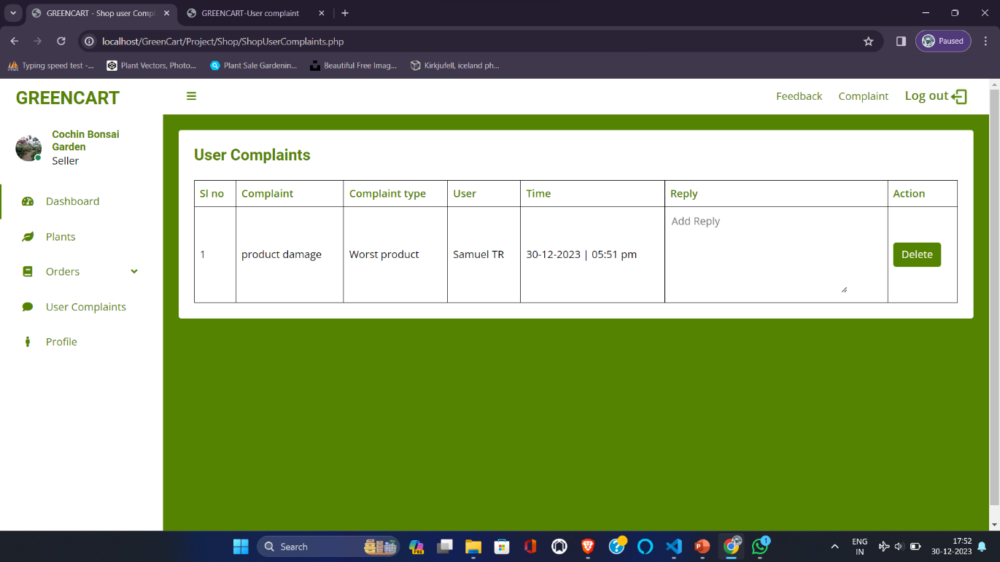 GREENCART - Shop user Compl
GREENCART-User complaint
localhost/GreenCart/Project/Shop/ShopUserComplaints.php
Paused
Typing speed test -...
Plant Vectors, Photo...
Plant Sale Gardenin...
Beautiful Free Imag...
Kirkjufell, iceland ph...
GREENCART
Feedback
Complaint
Log out
Cochin Bonsai
Garden
Seller
Dashboard
Plants
Orders
User Complaints
Profile
User Complaints
Sl no Complaint Complaint type User Time Reply Action
1 product damage Worst product Samuel TR 30-12-2023 | 05:51 pm Add Reply Delete
Search
PRE
1
ENG
IN
17:52
30-12-2023